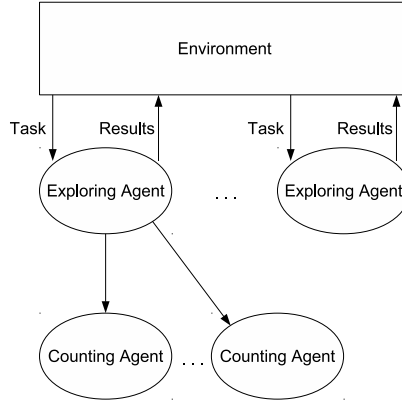 Environment
Task Results Task Results
Exploring Agent . . . Exploring Agent
Counting Agent . . . Counting Agent